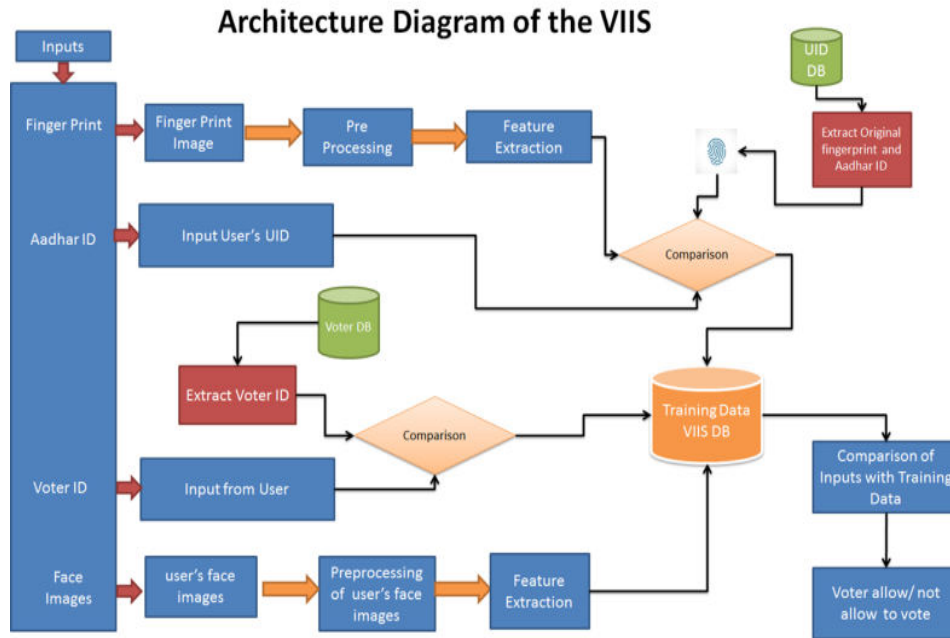 Architecture Diagram of the VIIS
Inputs
UID
DB
Finger Print
Finger Print
Image
Pre
Processing
Feature
Extraction
Extract Original
fingerprint and
Aadhar ID
Aadhar ID
Input User's UID
Comparison
Voter DB
Extract Voter ID
Comparison
Training Data
VIIS DB
Voter ID
Input from User
Comparison of
Inputs with Training
Data
Face
Images
user's face
images
Preprocessing
of user's face
images
Feature
Extraction
Voter allow/ not
allow to vote